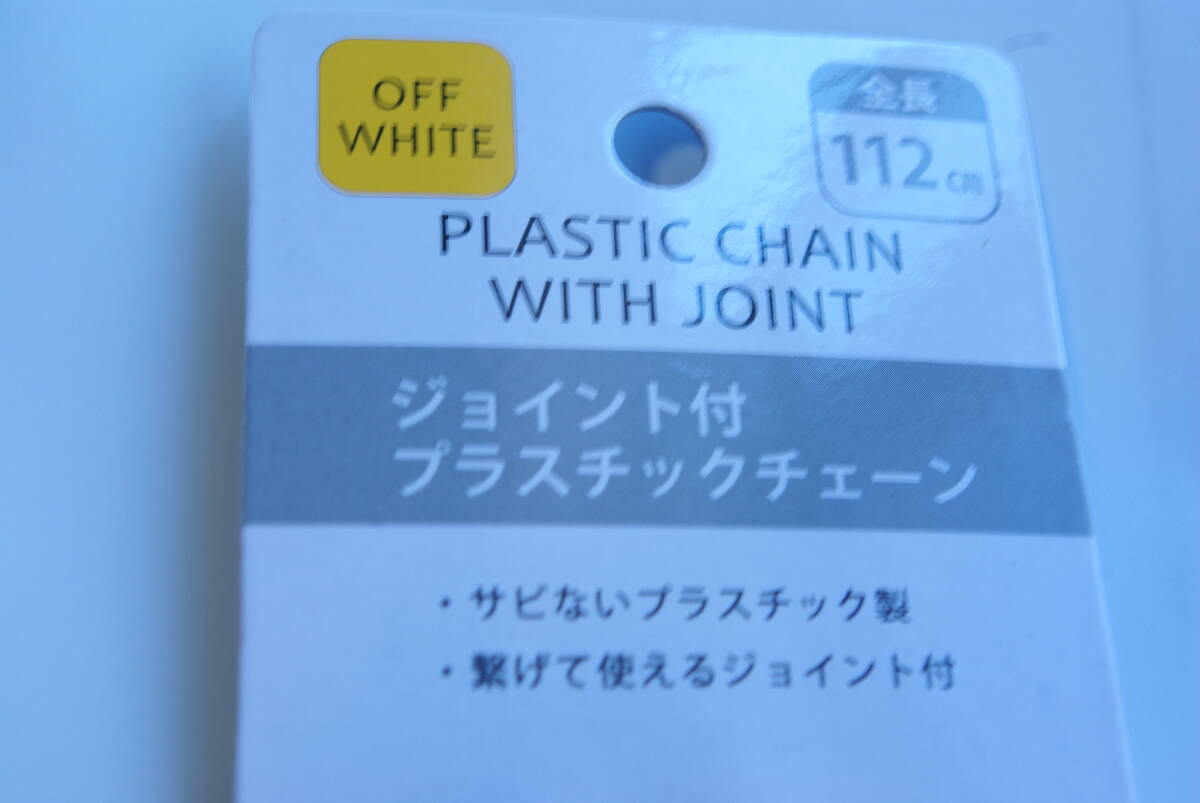 OFF
WHITE
全長
112cm
PLASTIC CHAIN
WITH JOINT
ジョイント付
プラスチックチェーン
・サビないプラスチック製
・繋げて使えるジョイント付